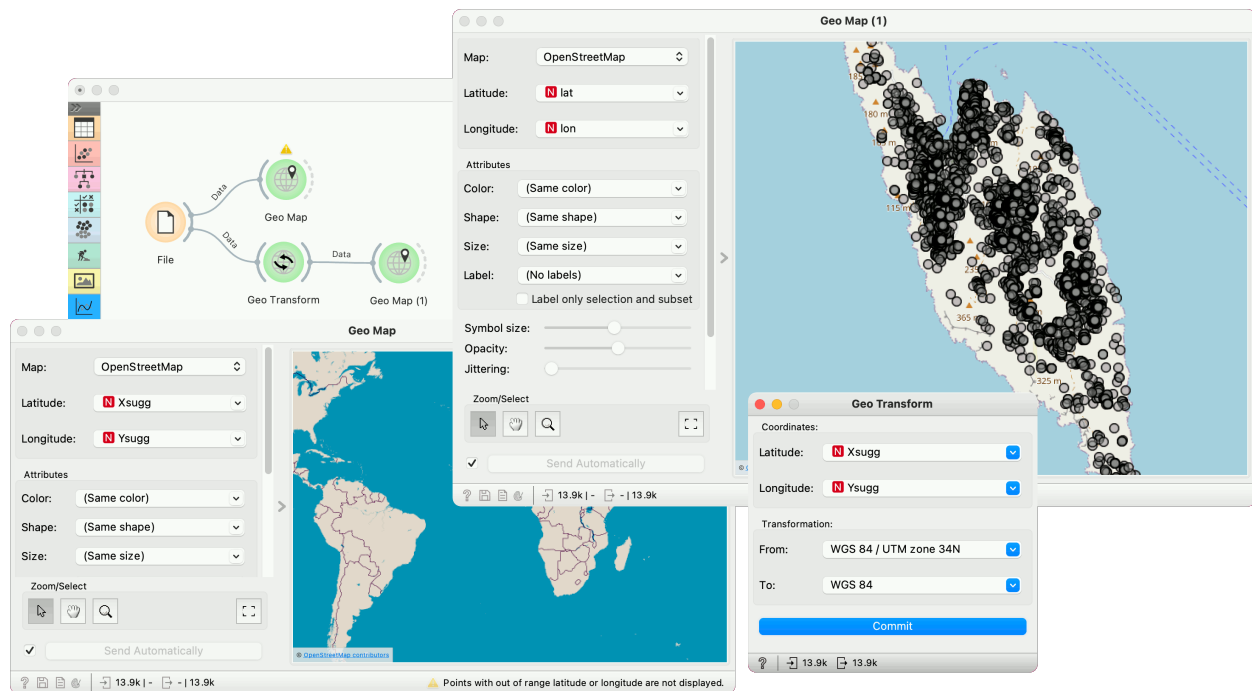 Geo Map (1)
Map:
OpenStreetMap
Latitude:
N lat
Longitude:
N lon
Attributes
Color:
(Same color)
Shape:
(Same shape)
Size:
(Same size)
Label:
(No labels)
Label only selection and subset
Symbol size:
Opacity:
Jittering:
Zoom/Select
Send Automatically
? 13.9k | - - | 13.9k
180 m
115 m
365 m
325 m
Data
Geo Map
File
Data
Data
Geo Transform
Geo Map (1)
Geo Map
Map:
OpenStreetMap
Latitude:
N Xsugg
Longitude:
N Ysugg
Attributes
Color:
(Same color)
Shape:
(Same shape)
Size:
(Same size)
Zoom/Select
Send Automatically
© OpenStreetMap contributors
? 13.9k | - - | 13.9k
Points with out of range latitude or longitude are not displayed.
Geo Transform
Coordinates:
Latitude:
N Xsugg
Longitude:
N Ysugg
Transformation:
From:
WGS 84 / UTM zone 34N
To:
WGS 84
Commit
? 13.9k 13.9k